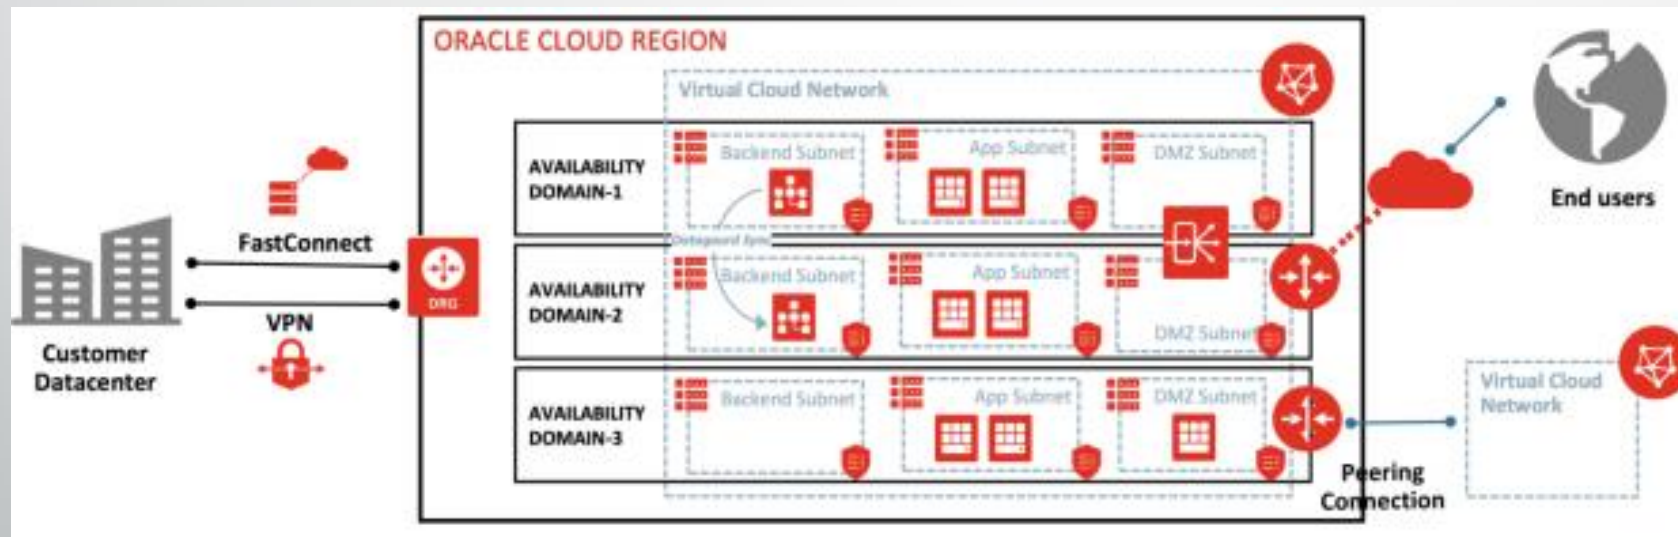 ORACLE CLOUD REGION
Virtual Cloud Network
AVAILABILITY
DOMAIN-1
Backend Subnet
App Subnet
DMZ Subnet
Dataguard Sync
AVAILABILITY
DOMAIN-2
Backend Subnet
App Subnet
DMZ Subnet
AVAILABILITY
DOMAIN-3
Backend Subnet
App Subnet
DMZ Subnet
FastConnect
VPN
DRG
Customer
Datacenter
End users
Peering
Connection
Virtual Cloud
Network